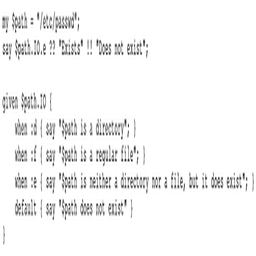 my $path = "/etc/passwd";
say $path.IO.e ?? "Exists" !! "Does not exist";

given $path.IO {
    when :d { say "$path is a directory"; }
    when :f { say "$path is a regular file"; }
    when :e { say "$path is neither a directory nor a file, but it does exist"; }
    default { say "$path does not exist" }
}